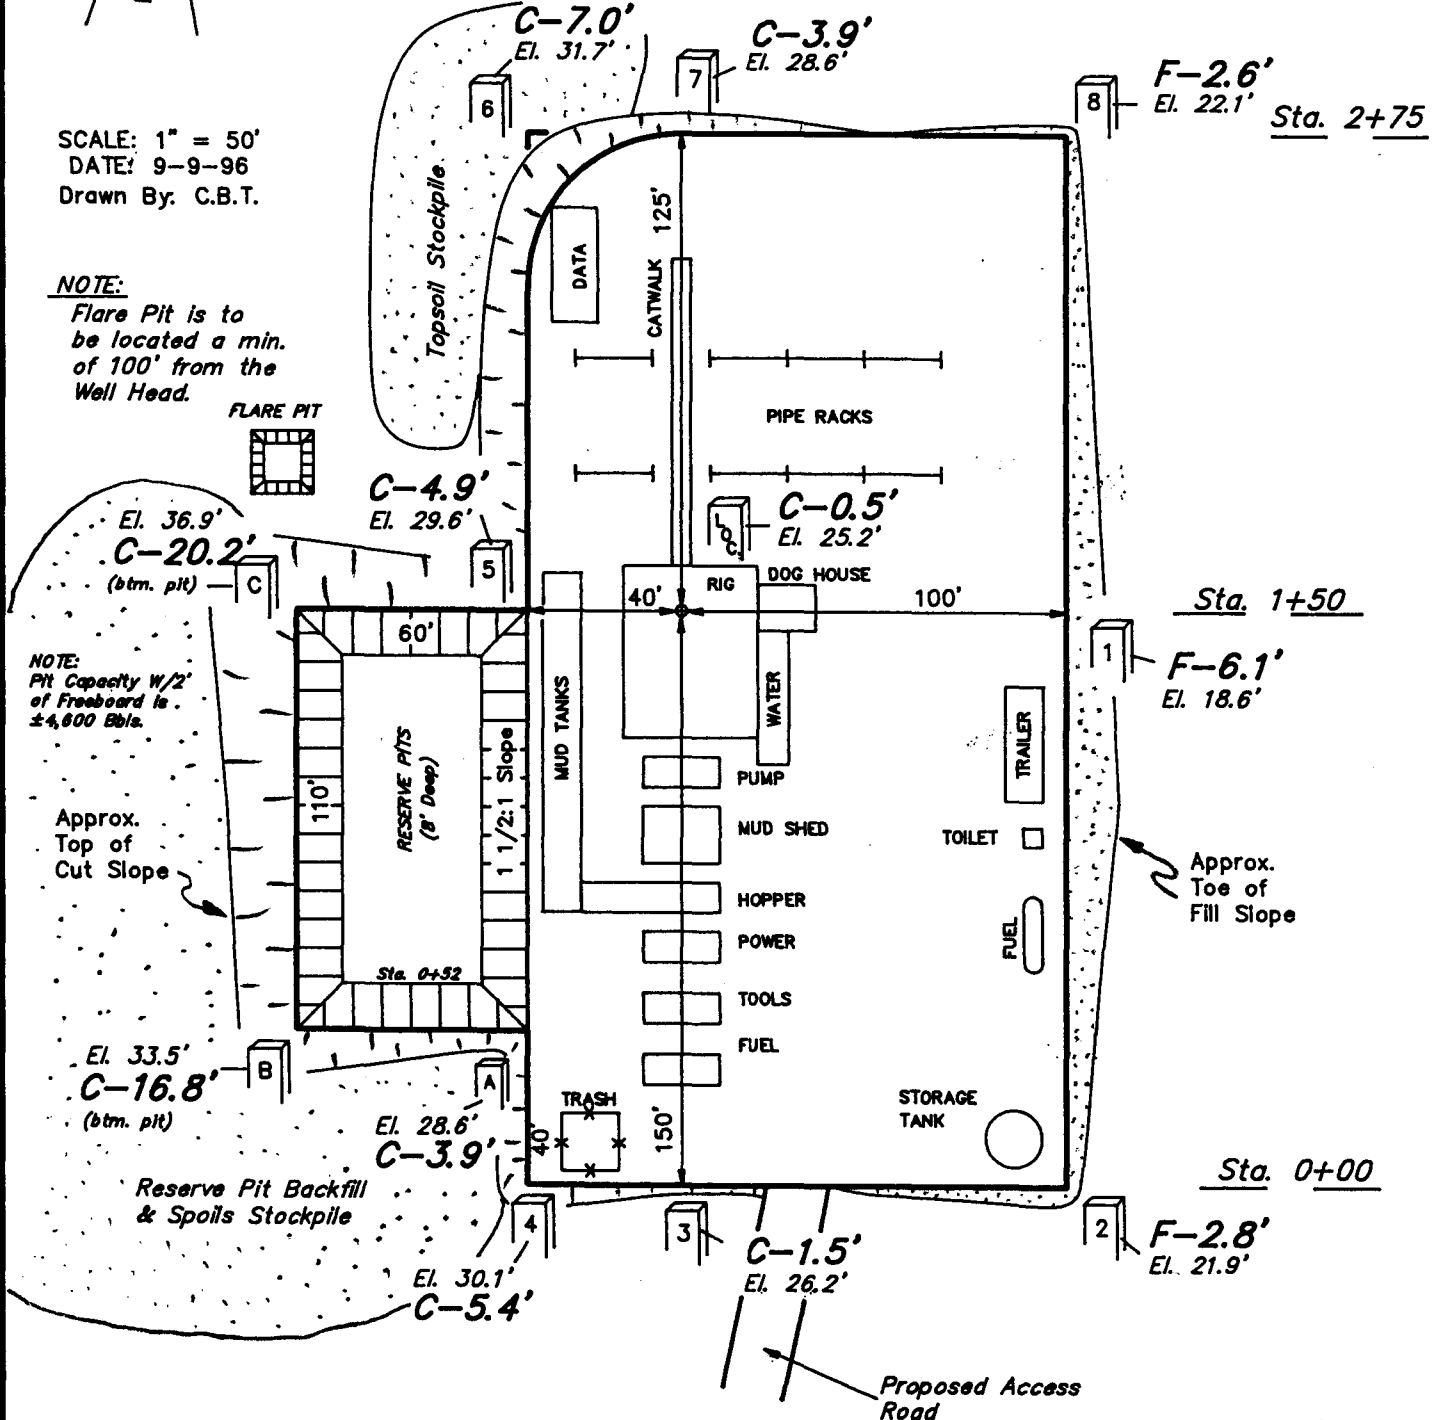 C-7.0'
El. 31.7'
6
C-3.9'
El. 28.6'
7
F-2.6'
El. 22.1'
8
Sta. 2+75
SCALE: 1" = 50'
DATE: 9-9-96
Drawn By: C.B.T.
Topsoil Stockpile
DATA
CATWALK
125'
NOTE:
Flare Pit is to
be located a min.
of 100' from the
Well Head.
FLARE PIT
PIPE RACKS
C-4.9'
El. 29.6'
5
LOC.
C-0.5'
El. 25.2'
El. 36.9'
C-20.2'
(btm. pit)
C
RIG
DOG HOUSE
40'
100'
Sta. 1+50
60'
1
F-6.1'
El. 18.6'
NOTE:
Pit Capacity W/2'
of Freeboard is
±4,600 Bbls.
RESERVE PITS
(8' Deep)
1 1/2:1 Slope
110'
MUD TANKS
WATER
TRAILER
PUMP
MUD SHED
TOILET
Approx.
Top of
Cut Slope
HOPPER
POWER
FUEL
Approx.
Toe of
Fill Slope
Sta. 0+52
TOOLS
FUEL
El. 33.5'
C-16.8'
(btm. pit)
B
A
El. 28.6'
C-3.9'
TRASH
40'
150'
STORAGE
TANK
Reserve Pit Backfill
& Spoils Stockpile
Sta. 0+00
4
El. 30.1'
C-5.4'
3
C-1.5'
El. 26.2'
2
F-2.8'
El. 21.9'
Proposed Access
Road